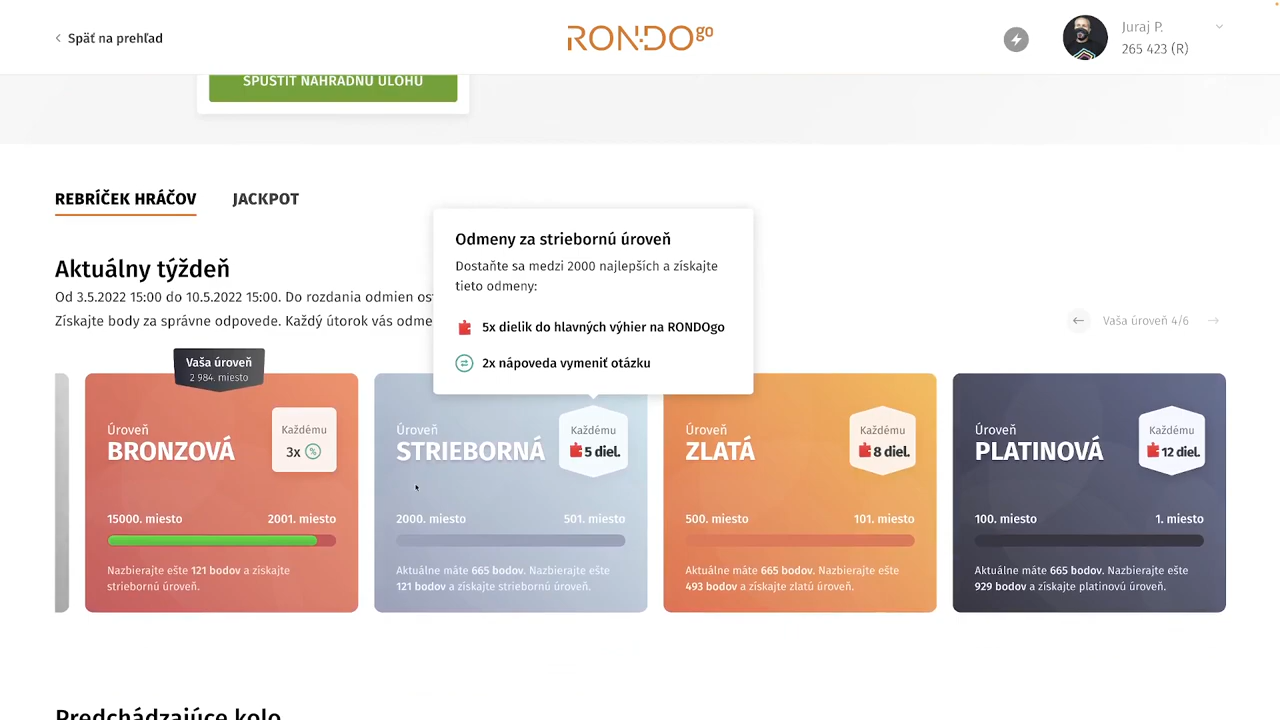 Späť na prehľad
RONDO go
Juraj P.
265 423 (R)
SPUSTIŤ NÁHRADNÚ ÚLOHU
REBRÍČEK HRÁČOV
JACKPOT
Odmeny za striebornú úroveň
Dostaňte sa medzi 2000 najlepších a získajte
tieto odmeny:
5x dielik do hlavných výhier na RONDOgo
2x nápoveda vymeniť otázku
Aktuálny týždeň
Od 3.5.2022 15:00 do 10.5.2022 15:00. Do rozdania odmien
Získajte body za správne odpovede. Každý útorok vás
Vaša úroveň 4/6
Vaša úroveň
2 984. miesto
Úroveň
BRONZOVÁ
Každému
3x
15000. miesto
2001. miesto
Nazbierajte ešte 121 bodov a získajte
striebornú úroveň.
Úroveň
STRIEBORNÁ
Každému
5 diel.
2000. miesto
501. miesto
Aktuálne máte 665 bodov. Nazbierajte ešte
121 bodov a získajte striebornú úroveň.
Úroveň
ZLATÁ
Každému
8 diel.
500. miesto
101. miesto
Aktuálne máte 665 bodov. Nazbierajte ešte
493 bodov a získajte zlatú úroveň.
Úroveň
PLATINOVÁ
Každému
12 diel.
100. miesto
1. miesto
Aktuálne máte 665 bodov. Nazbierajte ešte
929 bodov a získajte platinovú úroveň.
Predchádzajúce kolo